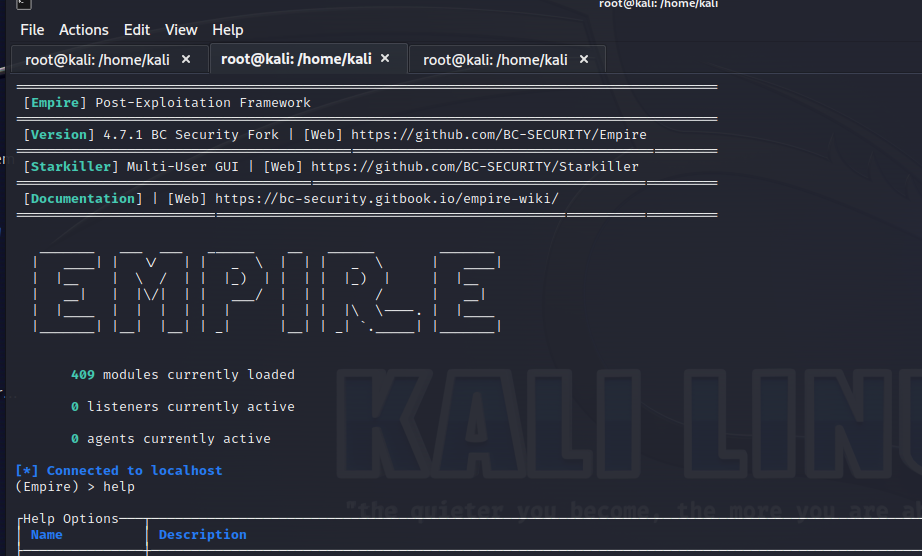 root@kali: /home/kali
File Actions Edit View Help
root@kali: /home/kali × root@kali: /home/kali × root@kali: /home/kali ×
[Empire] Post-Exploitation Framework
[Version] 4.7.1 BC Security Fork | [Web] https://github.com/BC-SECURITY/Empire
[Starkiller] Multi-User GUI | [Web] https://github.com/BC-SECURITY/Starkiller
[Documentation] | [Web] https://bc-security.gitbook.io/empire-wiki/
EMPIRE
409 modules currently loaded
0 listeners currently active
0 agents currently active
[*] Connected to localhost
(Empire) > help
Help Options
Name Description
KALI LINU
"the quieter you become, the more you are ab